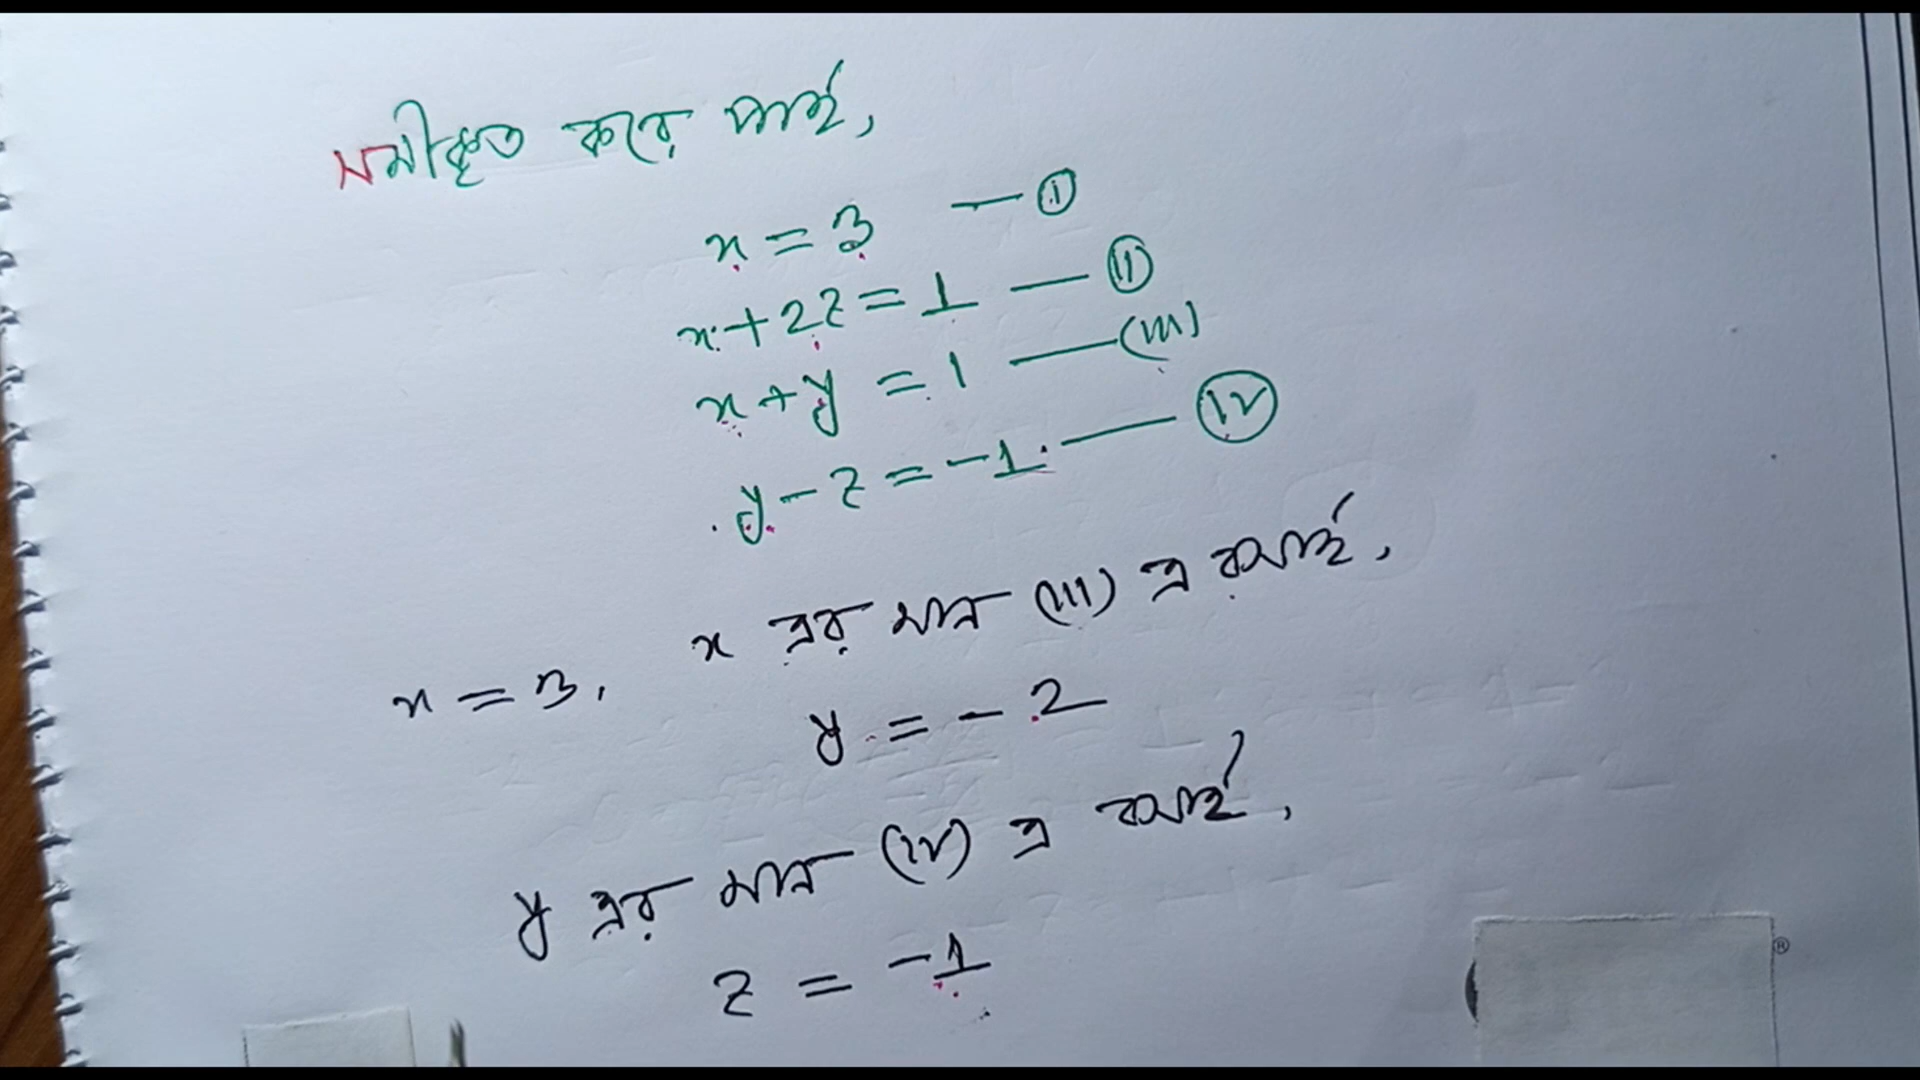 সমীকৃত করে পাই,
x = 3 — (i)
x + 2z = 1 — (ii)
x + y = 1 — (iii)
y - z = -1 — (iv)
x = 3, x এর মান (iii) এ বসাই,
y = - 2
y এর মান (iv) এ বসাই,
z = -1
®